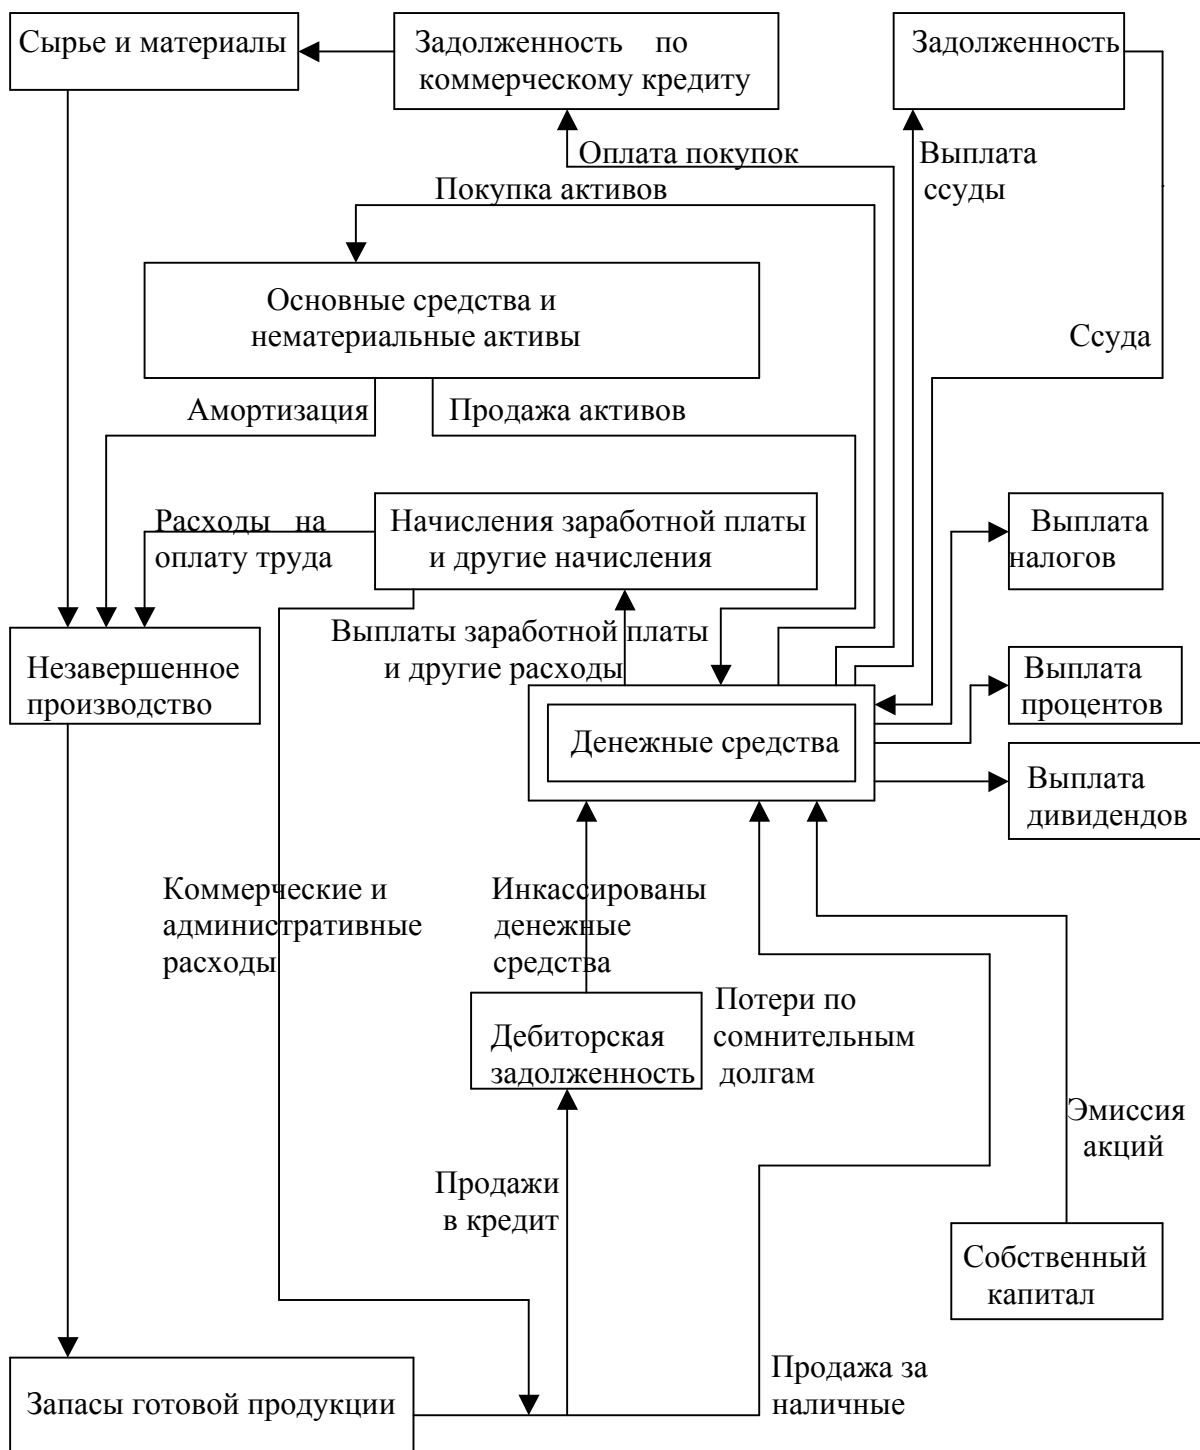 Сырье и материалы
Задолженность по
коммерческому кредиту
Задолженность
Оплата покупок
Выплата
ссуды
Покупка активов
Основные средства и
нематериальные активы
Ссуда
Амортизация
Продажа активов
Расходы на
оплату труда
Начисления заработной платы
и другие начисления
Выплата
налогов
Выплаты заработной платы
и другие расходы
Незавершенное
производство
Выплата
процентов
Денежные средства
Выплата
дивидендов
Коммерческие и
административные
расходы
Инкассированы
денежные
средства
Дебиторская
задолженность
Потери по
сомнительным
долгам
Эмиссия
акций
Продажи
в кредит
Собственный
капитал
Запасы готовой продукции
Продажа за
наличные